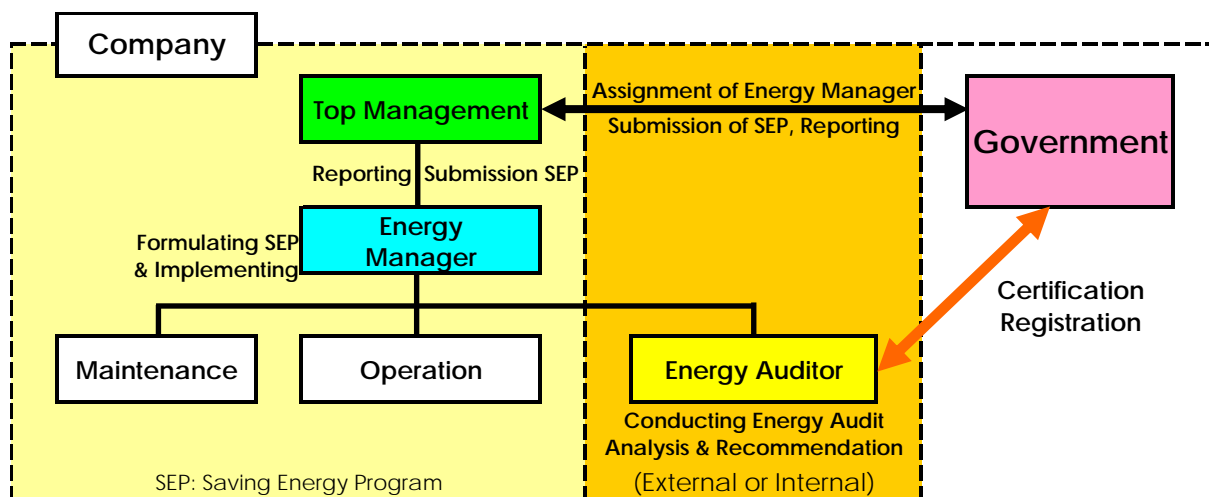 Company
Top Management
Assignment of Energy Manager
Submission of SEP, Reporting
Government
Reporting
Submission SEP
Formulating SEP
& Implementing
Energy
Manager
Certification
Registration
Maintenance
Operation
Energy Auditor
Conducting Energy Audit
Analysis & Recommendation
(External or Internal)
SEP: Saving Energy Program